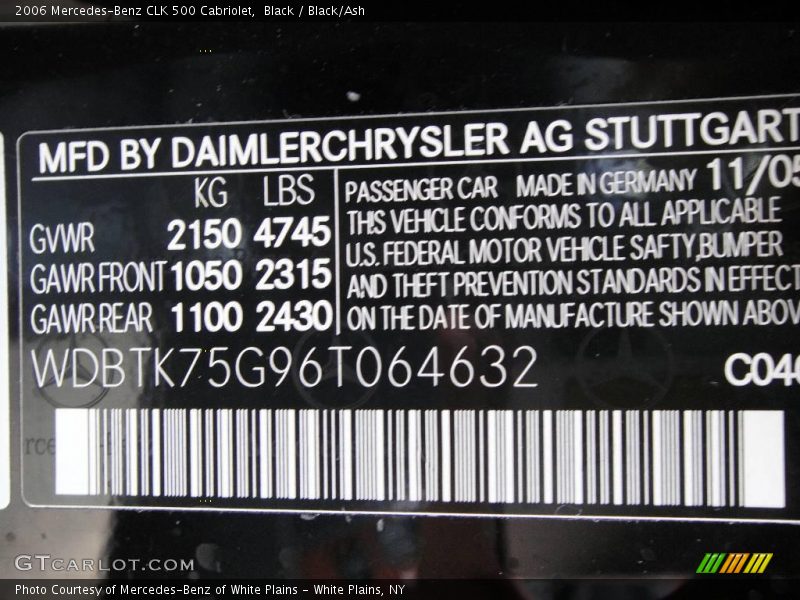 2006 Mercedes-Benz CLK 500 Cabriolet,  Black / Black/Ash
MFD BY DAIMLERCHRYSLER AG STUTTGART
KG LBS
GVWR 2150 4745
GAWR FRONT 1050 2315
GAWR REAR 1100 2430
PASSENGER CAR MADE IN GERMANY 11/05
THIS VEHICLE CONFORMS TO ALL APPLICABLE
U.S. FEDERAL MOTOR VEHICLE SAFTY,BUMPER
AND THEFT PREVENTION STANDARDS IN EFFECT
ON THE DATE OF MANUFACTURE SHOWN ABOV
WDBTK75G96T064632
C04
GTCARLOT.COM
Photo Courtesy of Mercedes-Benz of White Plains - White Plains, NY